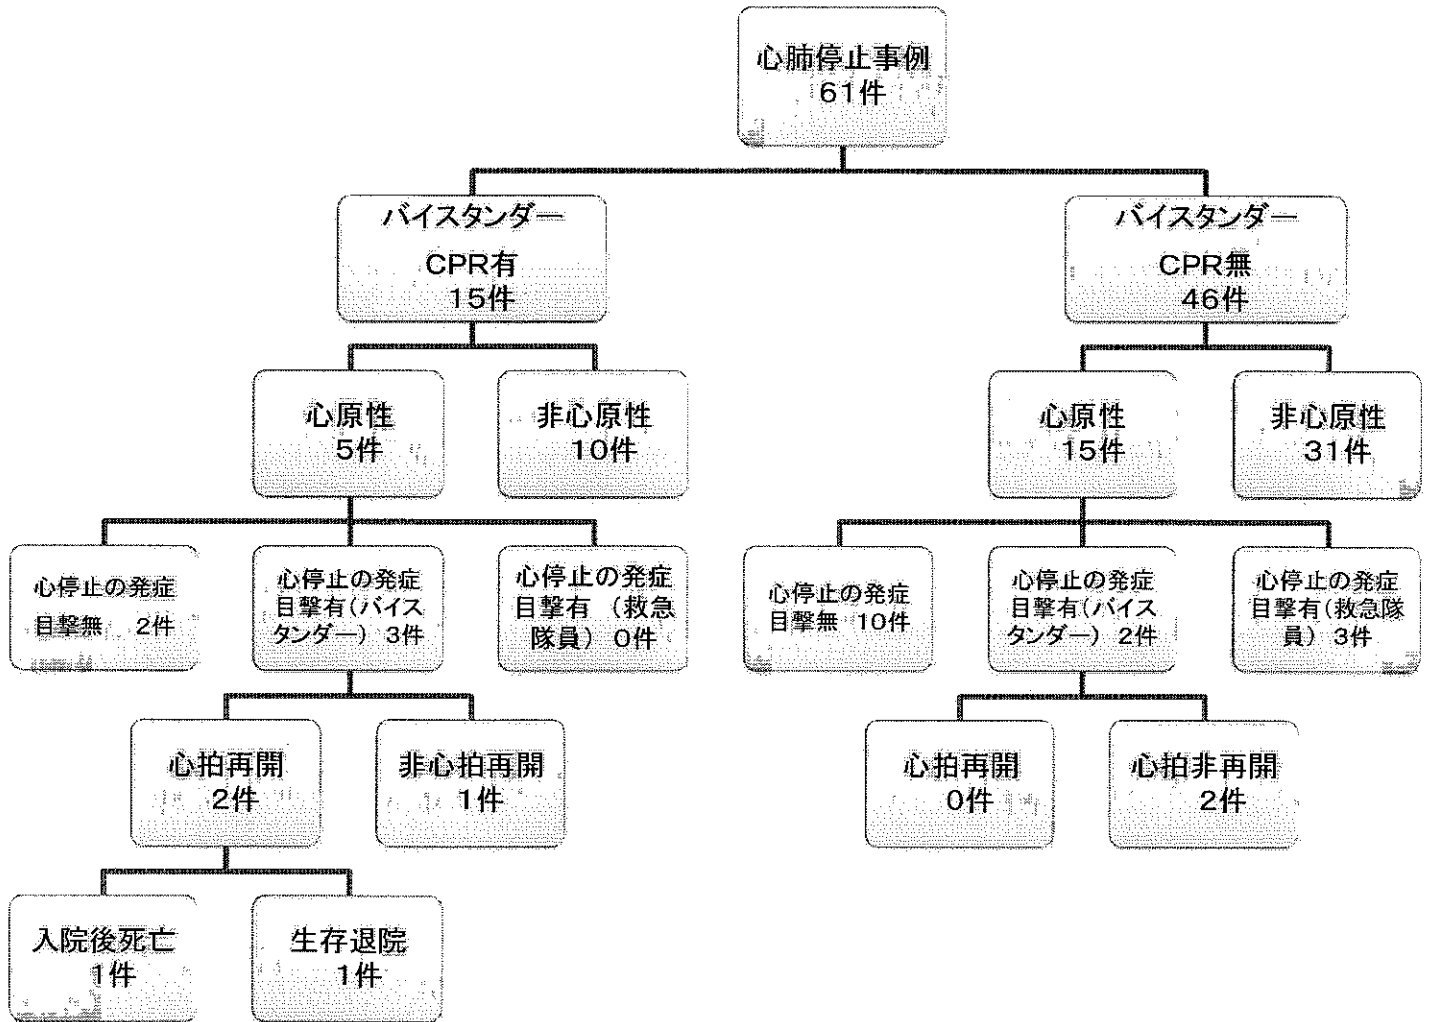 心肺停止事例
61件
バイスタンダー
CPR有
15件
バイスタンダー
CPR無
46件
心原性
5件
非心原性
10件
心原性
15件
非心原性
31件
心停止の発症
目撃無 2件
心停止の発症
目撃有(バイス
タンダー) 3件
心停止の発症
目撃有 (救急
隊員) 0件
心停止の発症
目撃無 10件
心停止の発症
目撃有(バイス
タンダー) 2件
心停止の発症
目撃有(救急隊
員) 3件
心拍再開
2件
非心拍再開
1件
心拍再開
0件
心拍非再開
2件
入院後死亡
1件
生存退院
1件